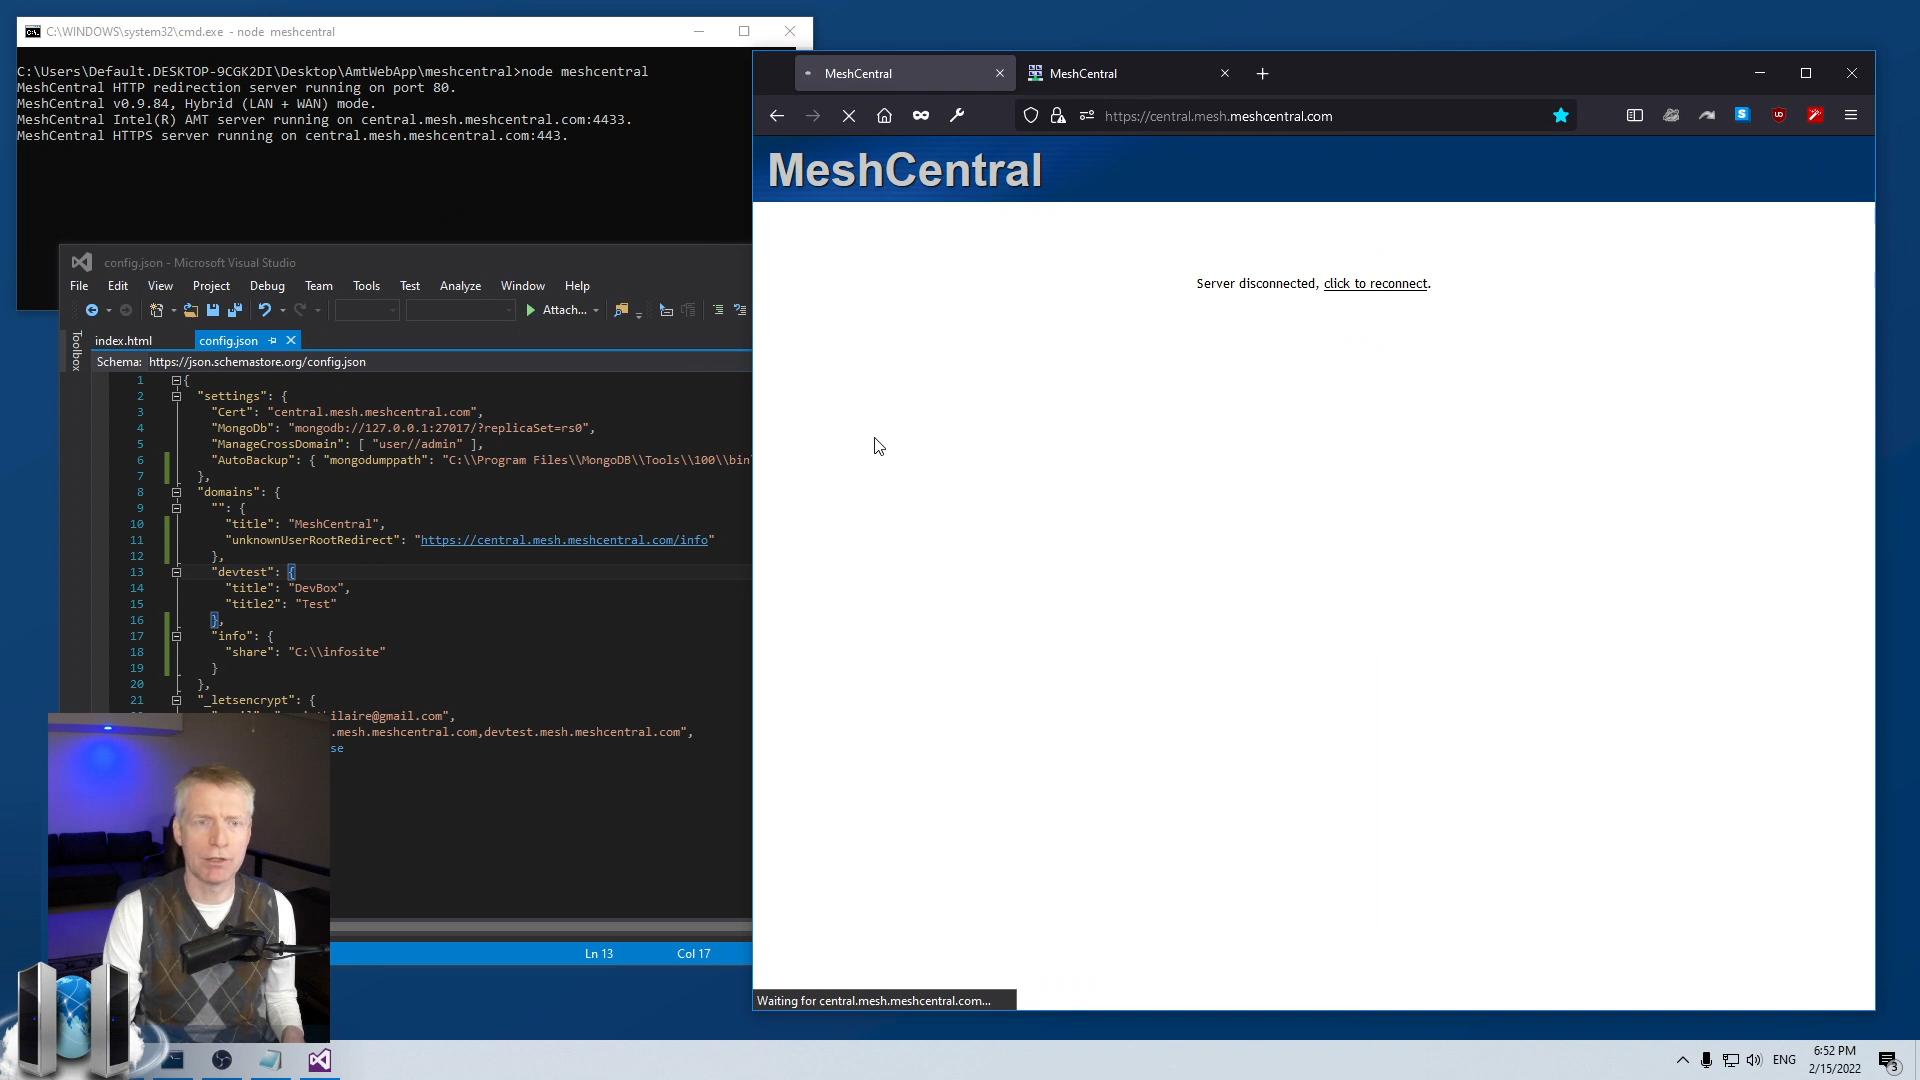 C:\WINDOWS\system32\cmd.exe - node meshcentral
C:\Users\Default.DESKTOP-9CGK2DI\Desktop\AmtWebApp\meshcentral>node meshcentral
MeshCentral HTTP redirection server running on port 80.
MeshCentral v0.9.84, Hybrid (LAN + WAN) mode.
MeshCentral Intel(R) AMT server running on central.mesh.meshcentral.com:4433.
MeshCentral HTTPS server running on central.mesh.meshcentral.com:443.
config.json - Microsoft Visual Studio
File Edit View Project Debug Team Tools Test Analyze Window Help
Attach...
Toolbox
index.html config.json
Schema: https://json.schemastore.org/config.json
1 {
2 "settings": {
3 "Cert": "central.mesh.meshcentral.com",
4 "MongoDb": "mongodb://127.0.0.1:27017/?replicaSet=rs0",
5 "ManageCrossDomain": [ "user//admin" ],
6 "AutoBackup": { "mongodumppath": "C:\\Program Files\\MongoDB\\Tools\\100\\bin
7 },
8 "domains": {
9 "": {
10 "title": "MeshCentral",
11 "unknownUserRootRedirect": "https://central.mesh.meshcentral.com/info"
12 },
13 "devtest": {
14 "title": "DevBox",
15 "title2": "Test"
16 },
17 "info": {
18 "share": "C:\\infosite"
19 }
20 },
21 "_letsencrypt": {
ilaire@gmail.com",
.mesh.meshcentral.com,devtest.mesh.meshcentral.com",
se
Ln 13 Col 17
MeshCentral MeshCentral
https://central.mesh.meshcentral.com
MeshCentral
Server disconnected, click to reconnect.
Waiting for central.mesh.meshcentral.com...
ENG
6:52 PM
2/15/2022
3